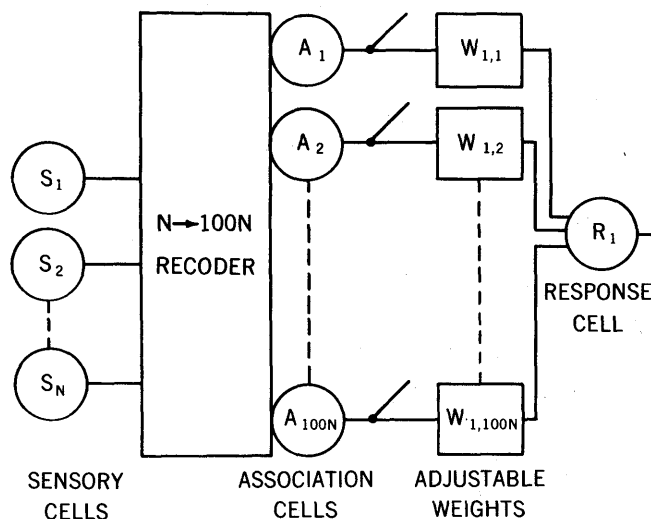 A1
W1,1
A2
W1,2
S1
N→100N
RECODER
S2
R1
RESPONSE
CELL
SN
A100N
W1,100N
SENSORY
CELLS
ASSOCIATION
CELLS
ADJUSTABLE
WEIGHTS